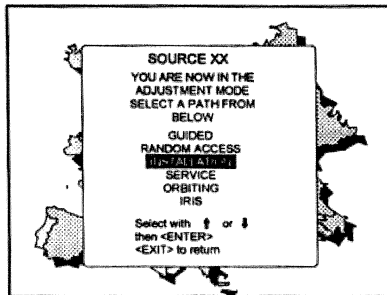 SOURCE XX
YOU ARE NOW IN THE
ADJUSTMENT MODE
SELECT A PATH FROM
BELOW
GUIDED
RANDOM ACCESS
INSTALLATION
SERVICE
ORBITING
IRIS
Select with ⬆ or ⬇
then <ENTER>
<EXIT> to return